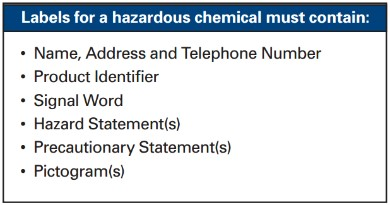 Labels for a hazardous chemical must contain:
• Name, Address and Telephone Number
• Product Identifier
• Signal Word
• Hazard Statement(s)
• Precautionary Statement(s)
• Pictogram(s)